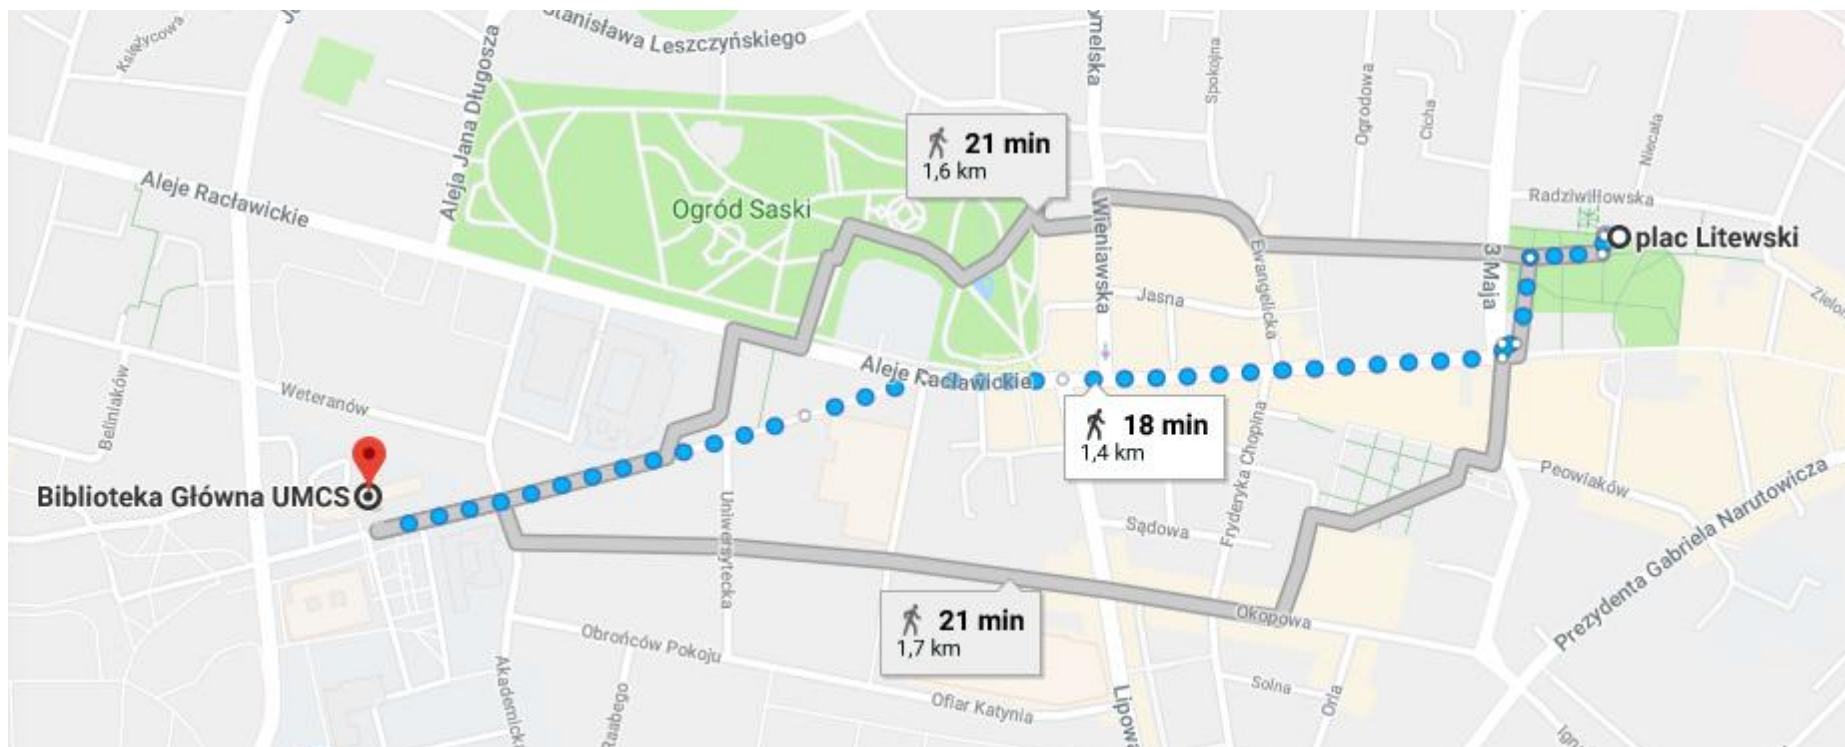 Księżycowa
Stanisława Leszczyńskiego
Aleja Jana Długosza
Spokojna
Ogrodowa
Cicha
Niecała
21 min
1,6 km
Aleje Racławickie
Ogród Saski
Radziwiłłowska
plac Litewski
Wieniawska
Ewangelicka
3 Maja
Jasna
Aleje Racławickie
Beliniaków
Weteranów
18 min
1,4 km
Fryderyka Chopina
Peowiaków
Biblioteka Główna UMCS
Uniwersytecka
Sądowa
Prezydenta Gabriela Narutowicza
21 min
1,7 km
Okopowa
Obrońców Pokoju
Akademicka
Raabego
Ofiar Katynia
Lipowa
Solna
Orla